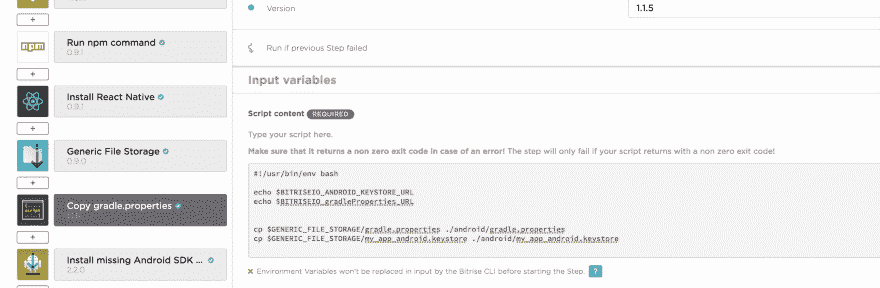 Version
1.1.5
+
Run npm command
0.9.1
Run if previous Step failed
+
Input variables
Install React Native
0.9.1
Script content REQUIRED
+
Type your script here.
Generic File Storage
0.9.0
Make sure that it returns a non zero exit code in case of an error! The step will only fail if your script returns with a non zero exit code!
#!/usr/bin/env bash
+
echo $BITRISEIO_ANDROID_KEYSTORE_URL
echo $BITRISEIO_gradleProperties_URL
Copy gradle.properties
cp $GENERIC_FILE_STORAGE/gradle.properties ./android/gradle.properties
cp $GENERIC_FILE_STORAGE/my_app_android.keystore ./android/my_app_android.keystore
+
Install missing Android SDK ...
2.2.0
Environment Variables won't be replaced in input by the Bitrise CLI before starting the Step. ?
+